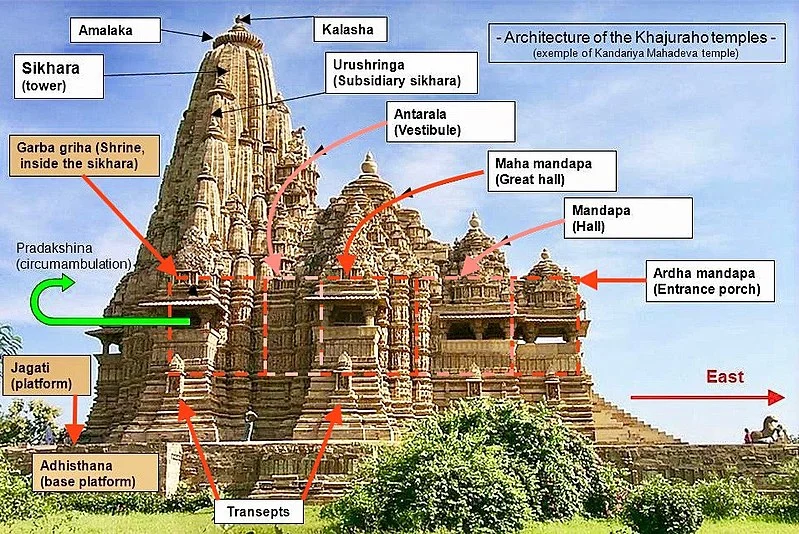 - Architecture of the Khajuraho temples -
(exemple of Kandariya Mahadeva temple)
Amalaka
Kalasha
Sikhara
(tower)
Urushringa
(Subsidiary sikhara)
Antarala
(Vestibule)
Garba griha (Shrine,
inside the sikhara)
Maha mandapa
(Great hall)
Mandapa
(Hall)
Pradakshina
(circumambulation)
Ardha mandapa
(Entrance porch)
Jagati
(platform)
East
Adhisthana
(base platform)
Transepts